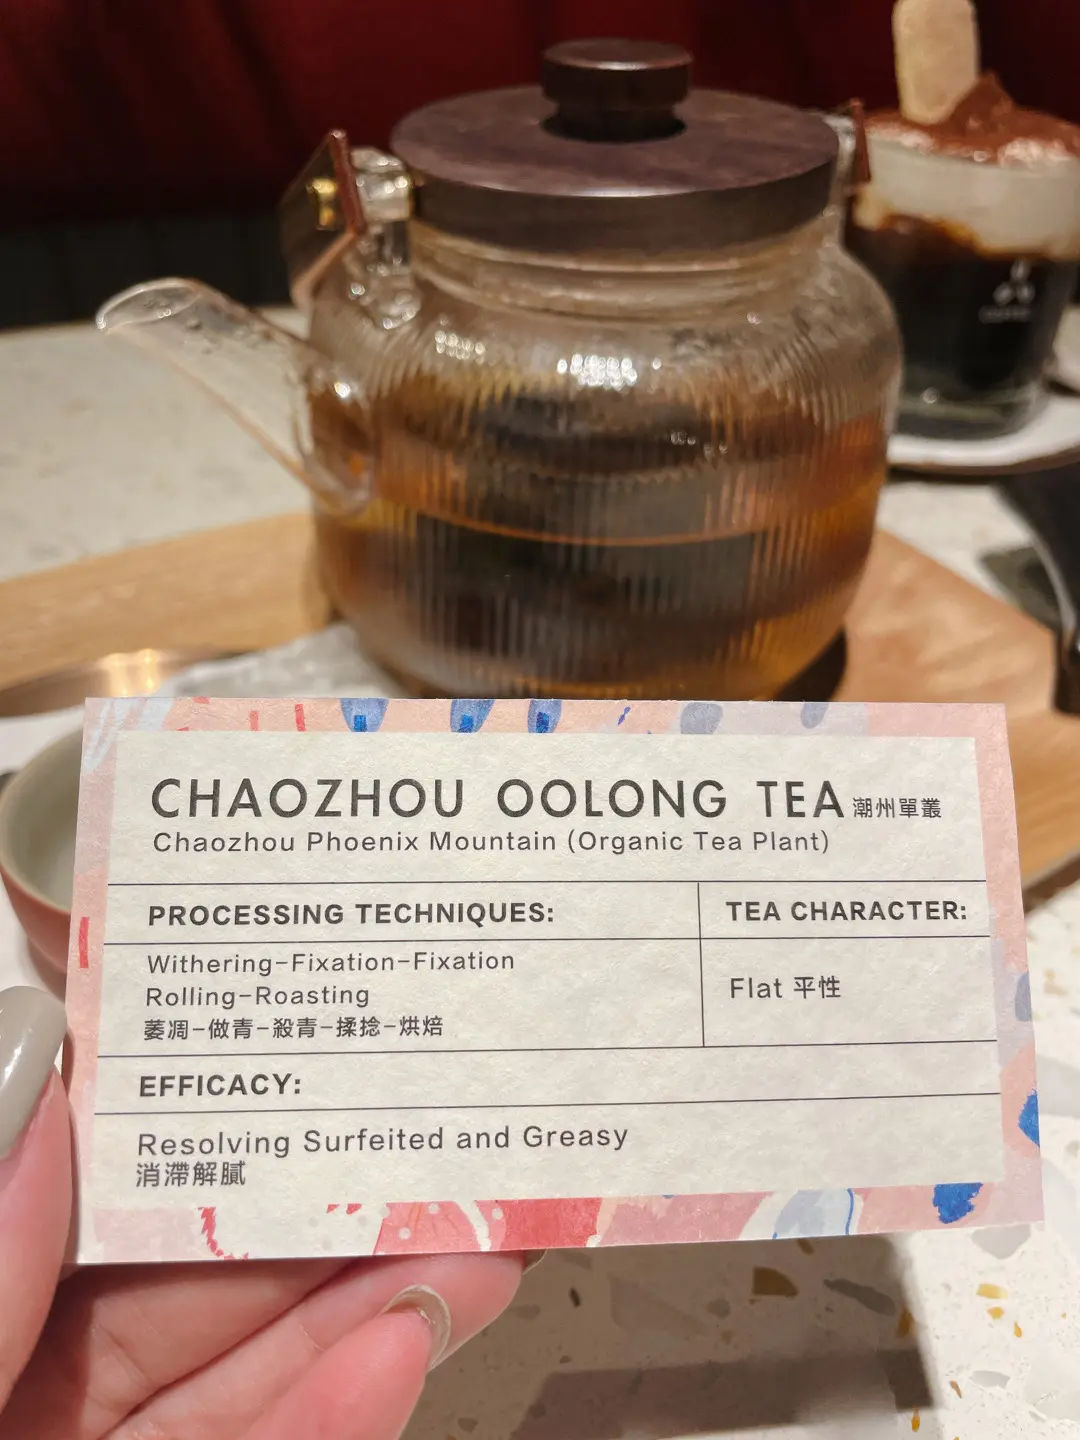 CHAOZHOU OOLONG TEA 潮州單叢
Chaozhou Phoenix Mountain (Organic Tea Plant)
PROCESSING TECHNIQUES:
Withering-Fixation-Fixation
Rolling-Roasting
萎凋-做青-殺青-揉捻-烘焙
TEA CHARACTER:
Flat 平性
EFFICACY:
Resolving Surfeited and Greasy
消滯解膩